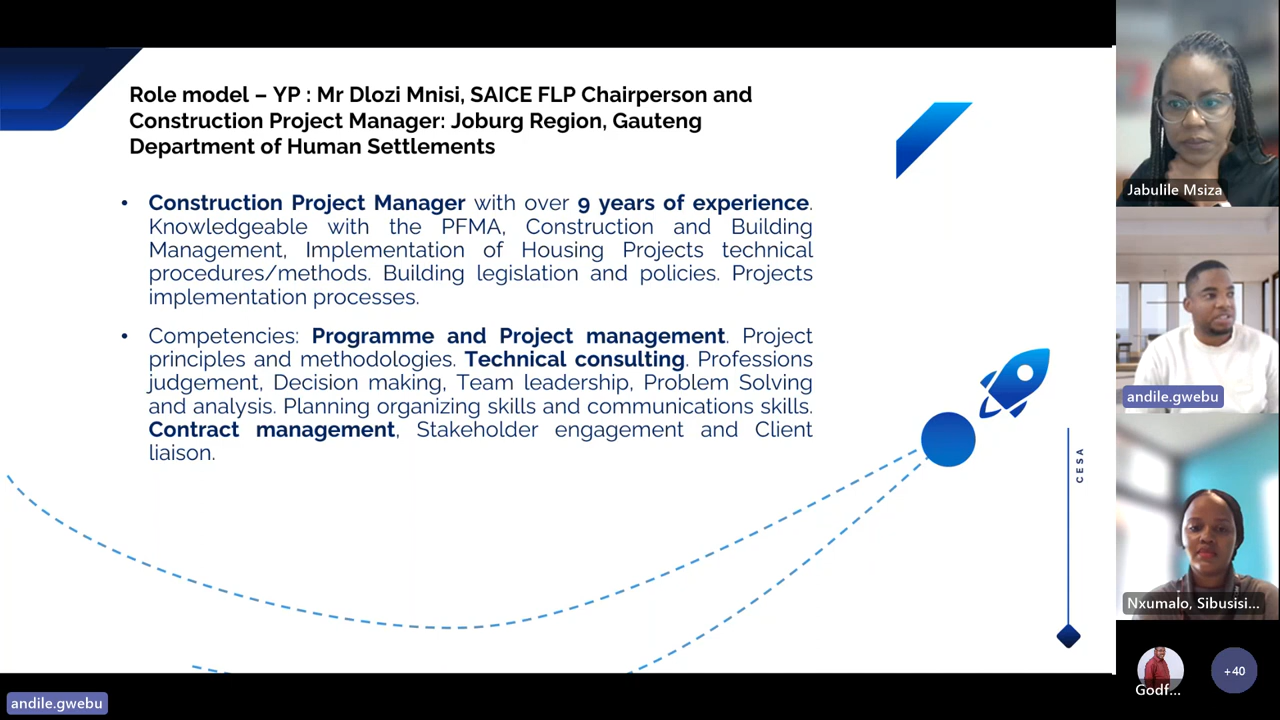 Role model – YP : Mr Dlozi Mnisi, SAICE FLP Chairperson and
Construction Project Manager: Joburg Region, Gauteng
Department of Human Settlements
• Construction Project Manager with over 9 years of experience.
Knowledgeable with the PFMA, Construction and Building
Management, Implementation of Housing Projects technical
procedures/methods. Building legislation and policies. Projects
implementation processes.
• Competencies: Programme and Project management. Project
principles and methodologies. Technical consulting. Professions
judgement, Decision making, Team leadership, Problem Solving
and analysis. Planning organizing skills and communications skills.
Contract management, Stakeholder engagement and Client
liaison.
CESA
Jabulile Msiza
andile.gwebu
Nxumalo, Sibusisi...
Godf...
+40
andile.gwebu